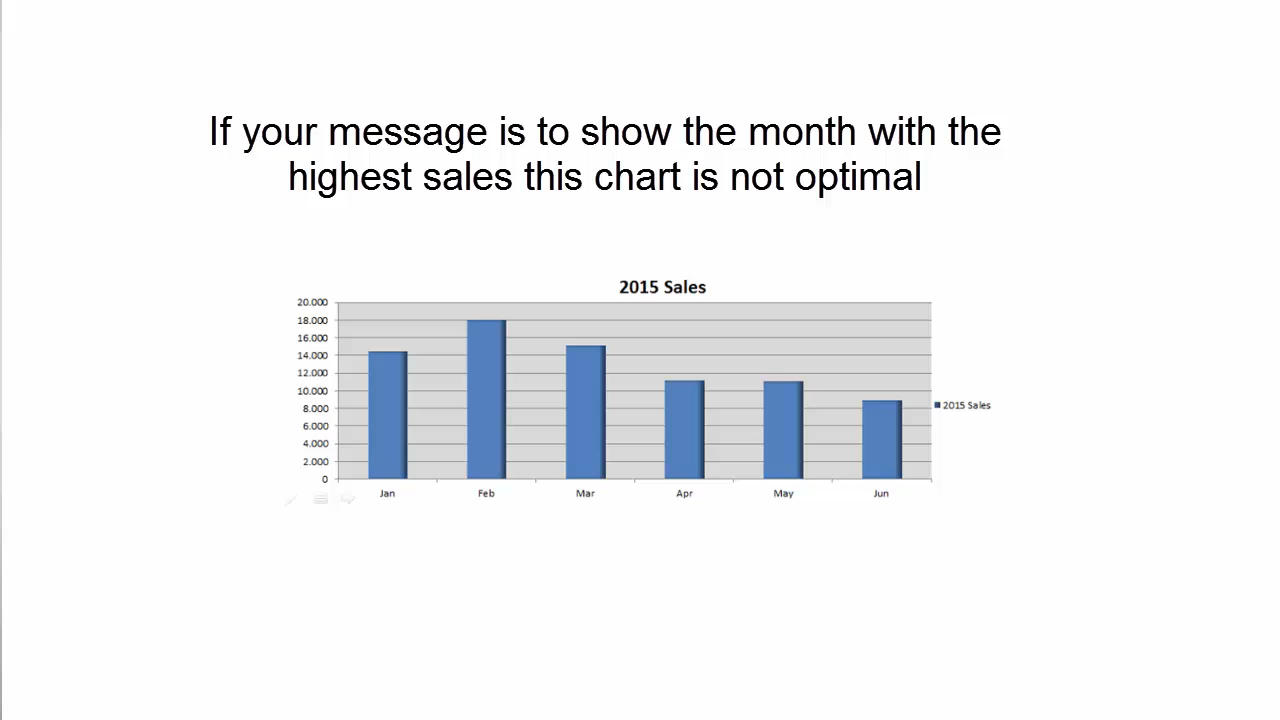 If your message is to show the month with the
highest sales this chart is not optimal
2015 Sales
20.000
18.000
16.000
14.000
12.000
10.000
8.000
6.000
4.000
2.000
0
Jan Feb Mar Apr May Jun
2015 Sales